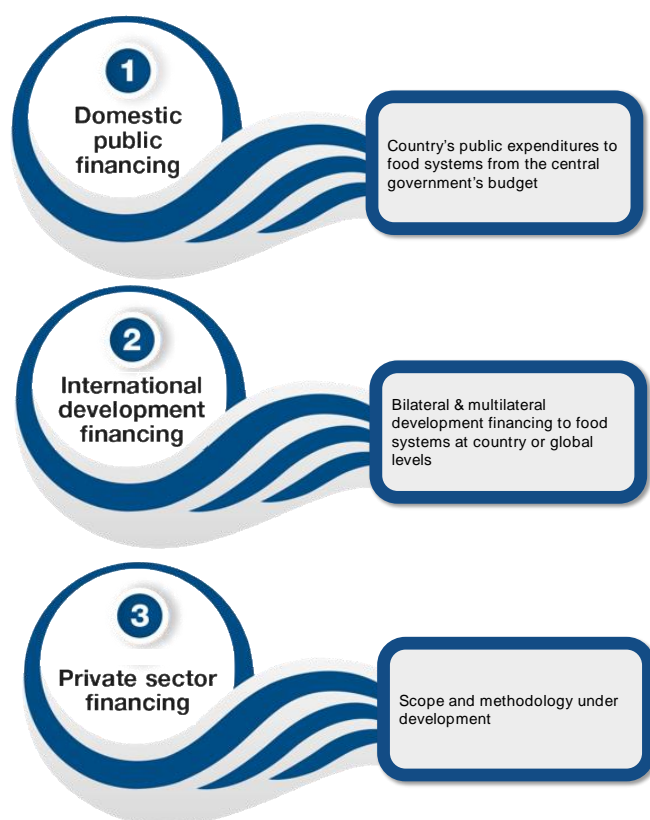 1
Domestic
public
financing
Country's public expenditures to
food systems from the central
government's budget
2
International
development
financing
Bilateral & multilateral
development financing to food
systems at country or global
levels
3
Private sector
financing
Scope and methodology under
development